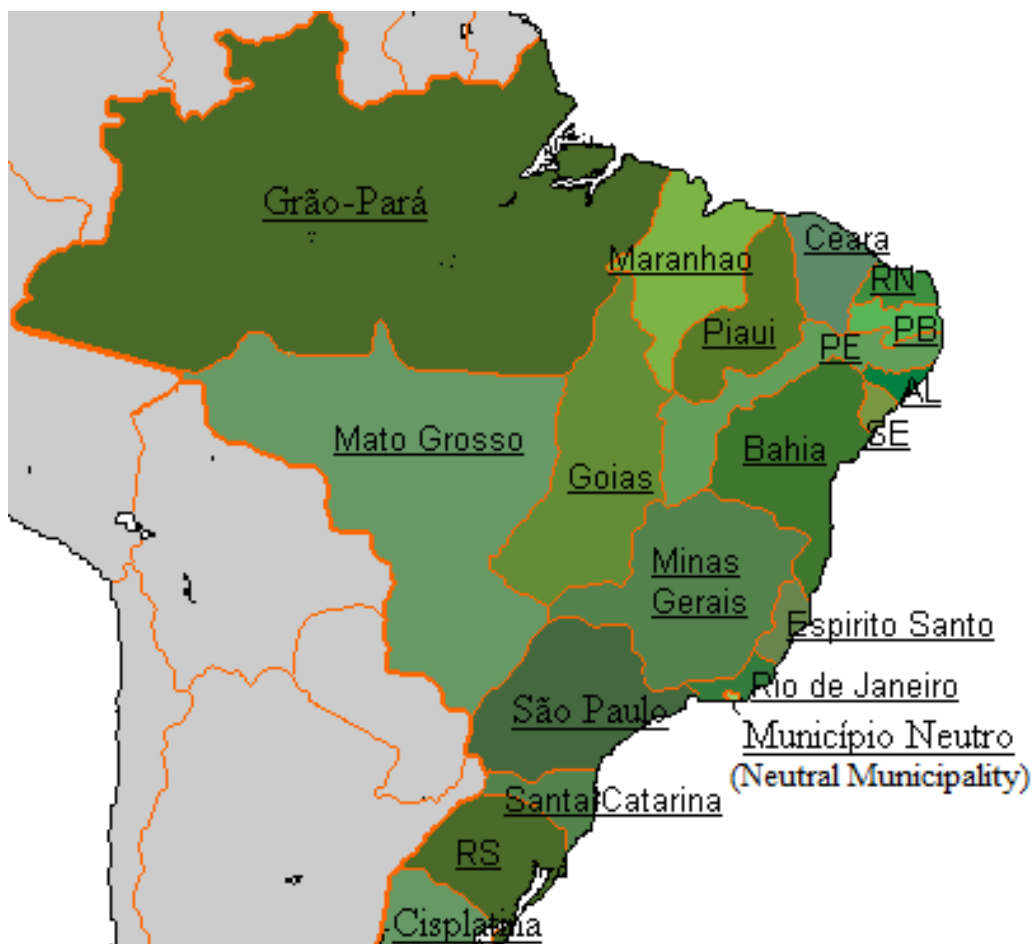 Grão-Pará
Ceara
Maranhao
RN
Piaui
PB
PE
AL
Mato Grosso
SE
Bahia
Goias
Minas
Gerais
Espirito Santo
Rio de Janeiro
São Paulo
Município Neutro
(Neutral Municipality)
Santa Catarina
RS
Cisplatina